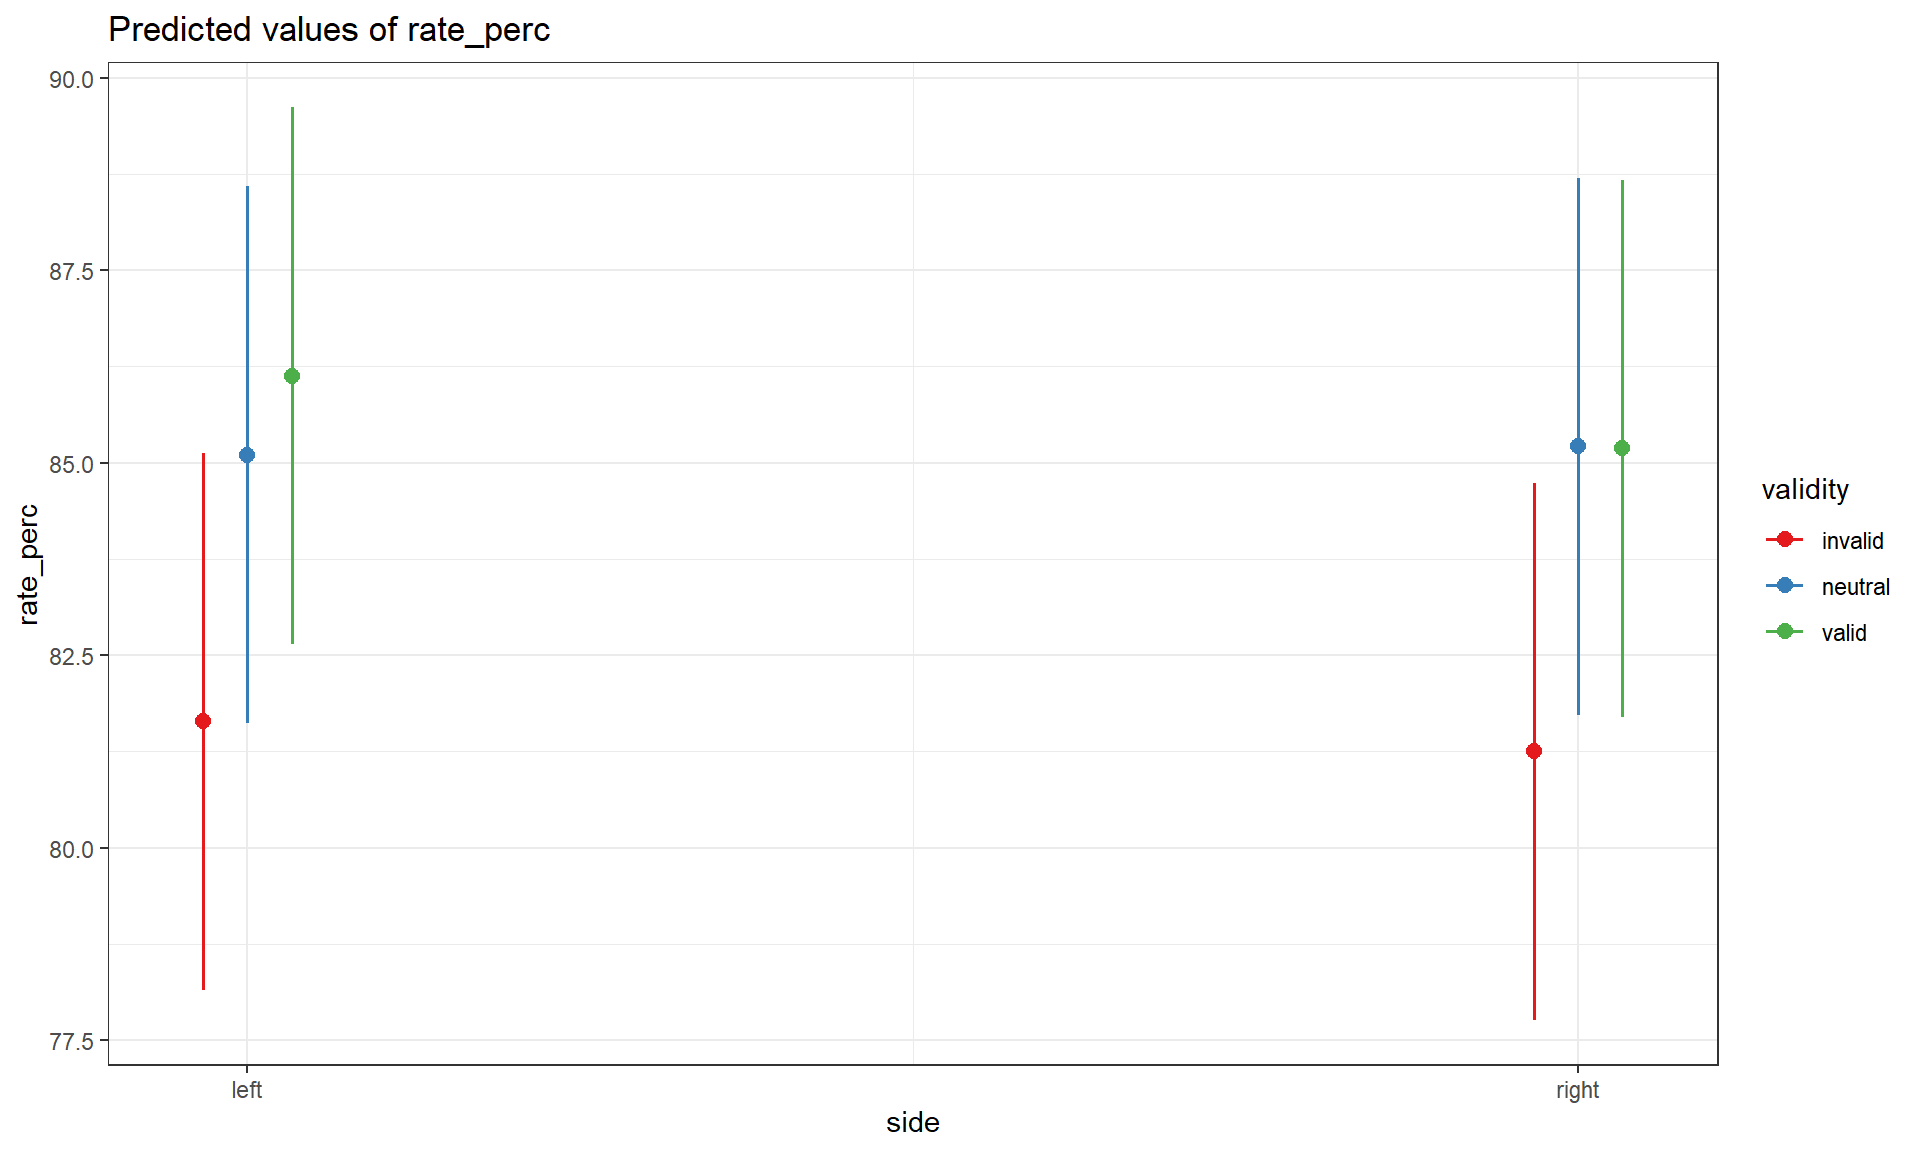 Predicted values of rate_perc
90.0
87.5
85.0
82.5
80.0
77.5
rate_perc
left
right
side
validity
invalid
neutral
valid